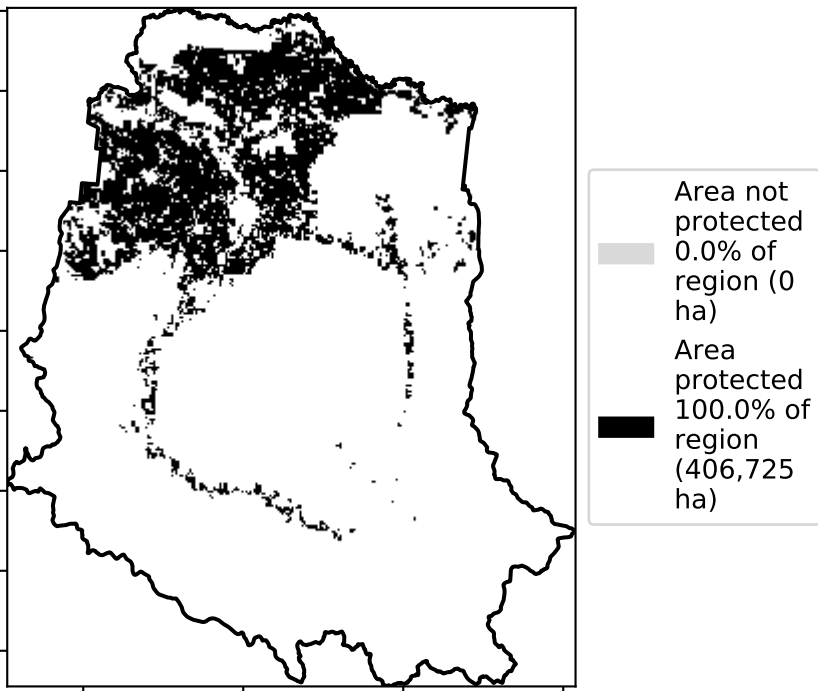 Area not
protected
0.0% of
region (0
ha)
Area
protected
100.0% of
region
(406,725
ha)